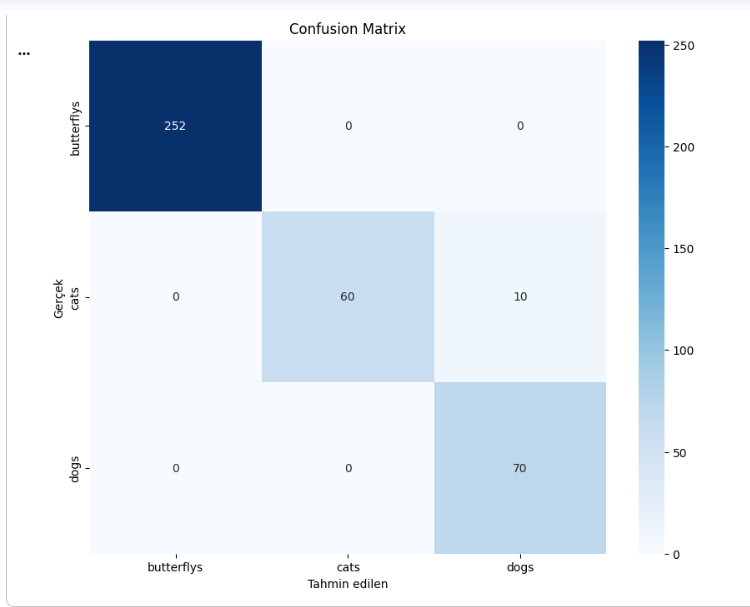 Confusion Matrix
...
butterflys
252 0 0
250
200
150
Gerçek
cats
0 60 10
100
50
dogs
0 0 70
0
butterflys cats dogs
Tahmin edilen